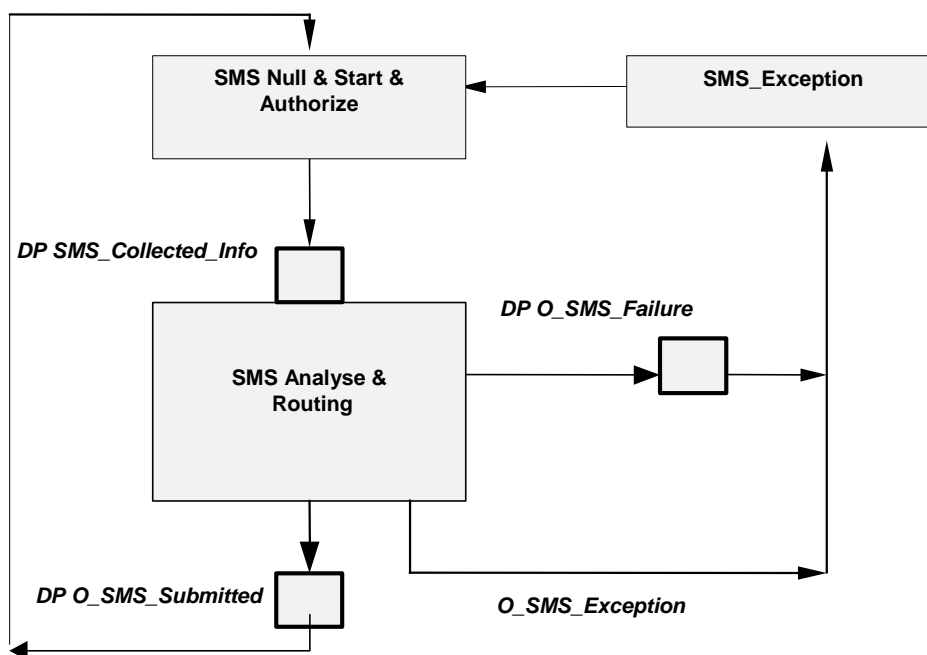 SMS Null & Start &
Authorize
SMS_Exception
DP SMS_Collected_Info
DP O_SMS_Failure
SMS Analyse &
Routing
DP O_SMS_Submitted
O_SMS_Exception